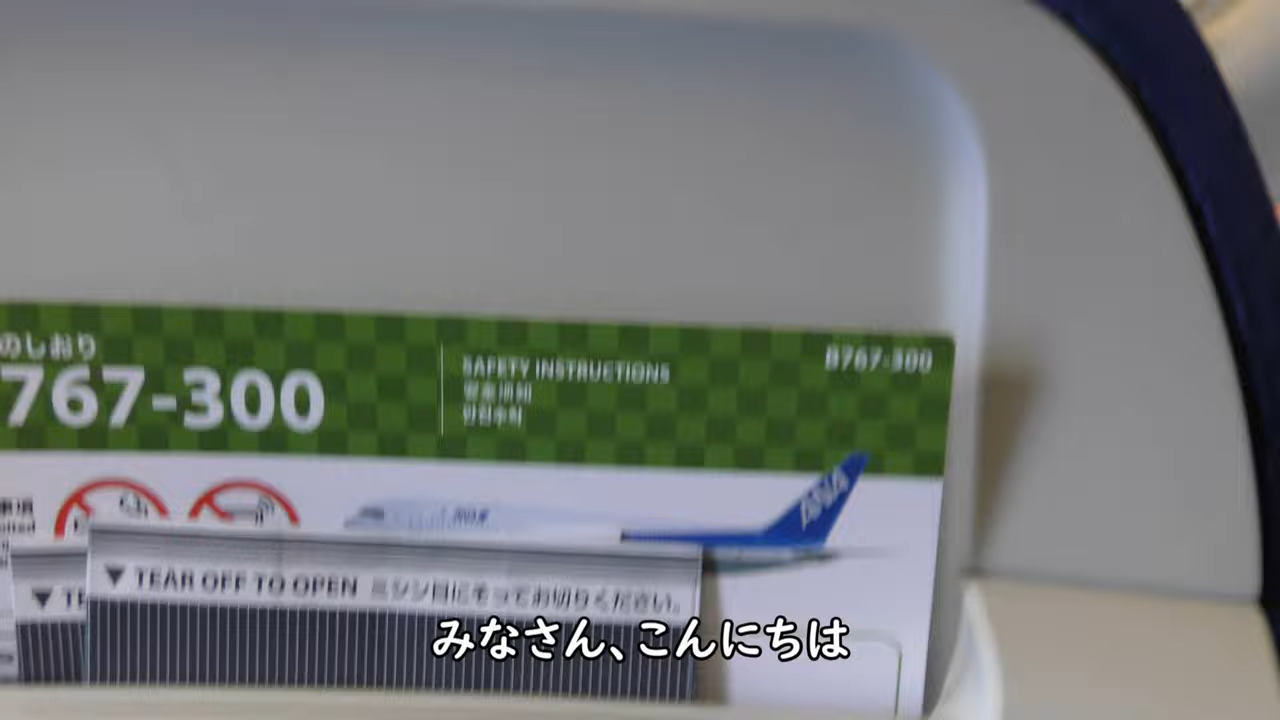 のしおり
767-300
SAFETY INSTRUCTIONS
B767-300
ANA
▼ TEAR OFF TO OPEN ミシン目にそってお切りください。
▼
みなさん、こんにちは